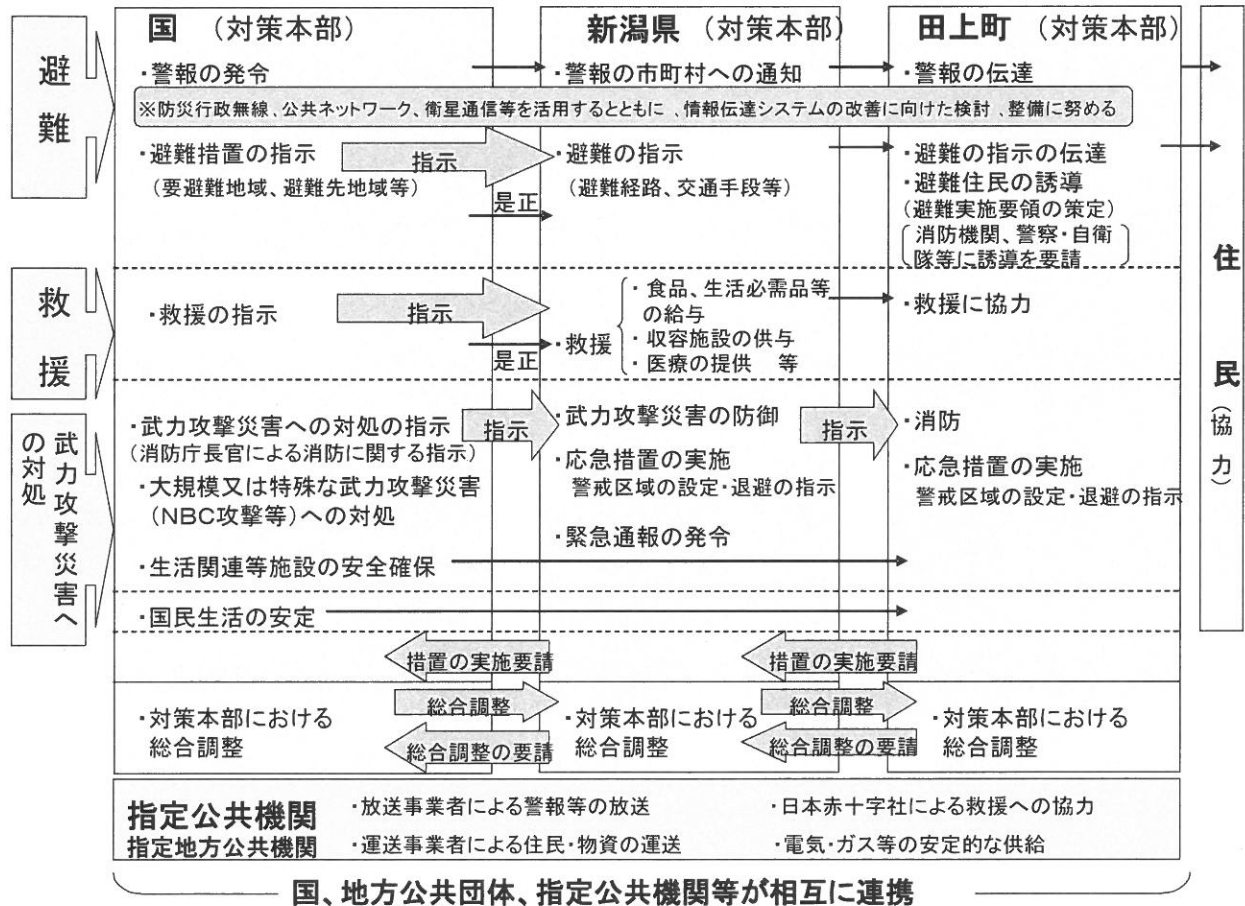 国 (対策本部)
新潟県 (対策本部)
田上町 (対策本部)
避難
・警報の発令
・警報の市町村への通知
・警報の伝達
※防災行政無線、公共ネットワーク、衛星通信等を活用するとともに、情報伝達システムの改善に向けた検討、整備に努める
・避難措置の指示
(要避難地域、避難先地域等)
指示
是正
・避難の指示
(避難経路、交通手段等)
・避難の指示の伝達
・避難住民の誘導
(避難実施要領の策定)
消防機関、警察・自衛
隊等に誘導を要請
救援
・救援の指示
指示
是正
・救援
・食品、生活必需品等
の給与
・収容施設の供与
・医療の提供 等
・救援に協力
武力攻撃災害へ
の対処
・武力攻撃災害への対処の指示
(消防庁長官による消防に関する指示)
・大規模又は特殊な武力攻撃災害
(NBC攻撃等)への対処
指示
・武力攻撃災害の防御
・応急措置の実施
警戒区域の設定・退避の指示
・緊急通報の発令
指示
・消防
・応急措置の実施
警戒区域の設定・退避の指示
・生活関連等施設の安全確保
・国民生活の安定
措置の実施要請
措置の実施要請
・対策本部における
総合調整
総合調整
総合調整の要請
・対策本部における
総合調整
総合調整
総合調整の要請
・対策本部における
総合調整
住民(協力)
指定公共機関
指定地方公共機関
・放送事業者による警報等の放送
・日本赤十字社による救援への協力
・運送事業者による住民・物資の運送
・電気・ガス等の安定的な供給
国、地方公共団体、指定公共機関等が相互に連携